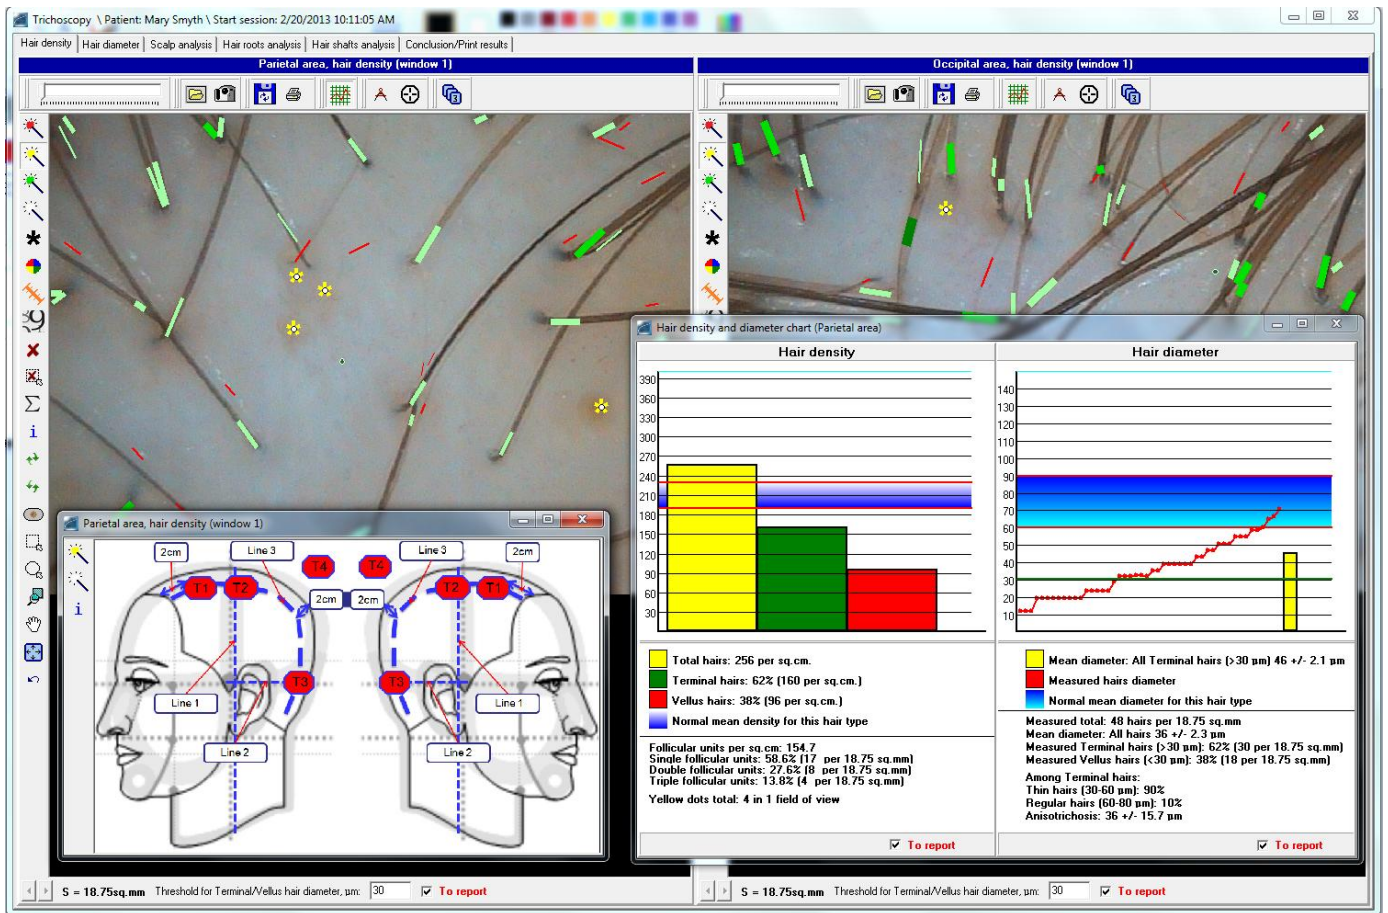 Trichoscopy \ Patient: Mary Smyth \ Start session: 2/20/2013 10:11:05 AM
Hair density
Hair diameter
Scalp analysis
Hair roots analysis
Hair shafts analysis
Conclusion/Print results
Parietal area, hair density (window 1)
Occipital area, hair density (window 1)
Hair density and diameter chart (Parietal area)
Hair density
390
360
330
300
270
240
210
180
150
120
90
60
30
Total hairs: 256 per sq.cm.
Terminal hairs: 62% (160 per sq.cm.)
Vellus hairs: 38% (96 per sq.cm.)
Normal mean density for this hair type
Follicular units per sq.cm: 154.7
Single follicular units: 58.6% (17 per 18.75 sq.mm)
Double follicular units: 27.6% (8 per 18.75 sq.mm)
Triple follicular units: 13.8% (4 per 18.75 sq.mm)
Yellow dots total: 4 in 1 field of view
To report
Hair diameter
140
130
120
110
100
90
80
70
60
50
40
30
20
10
Mean diameter: All Terminal hairs (>30 µm) 46 +/- 2.1 µm
Measured hairs diameter
Normal mean diameter for this hair type
Measured total: 48 hairs per 18.75 sq.mm
Mean diameter: All hairs 36 +/- 2.3 µm
Measured Terminal hairs (>30 µm): 62% (30 per 18.75 sq.mm)
Measured Vellus hairs (<30 µm): 38% (18 per 18.75 sq.mm)
Among Terminal hairs:
Thin hairs (30-60 µm): 90%
Regular hairs (60-80 µm): 10%
Anisotrichosis: 36 +/- 15.7 µm
To report
Parietal area, hair density (window 1)
2cm
Line 3
T4
T4
Line 3
2cm
T1
T2
2cm
2cm
T2
T1
T3
T3
Line 1
Line 1
Line 2
Line 2
S = 18.75sq.mm Threshold for Terminal/Vellus hair diameter, µm: 30 To report
S = 18.75sq.mm Threshold for Terminal/Vellus hair diameter, µm: 30 To report